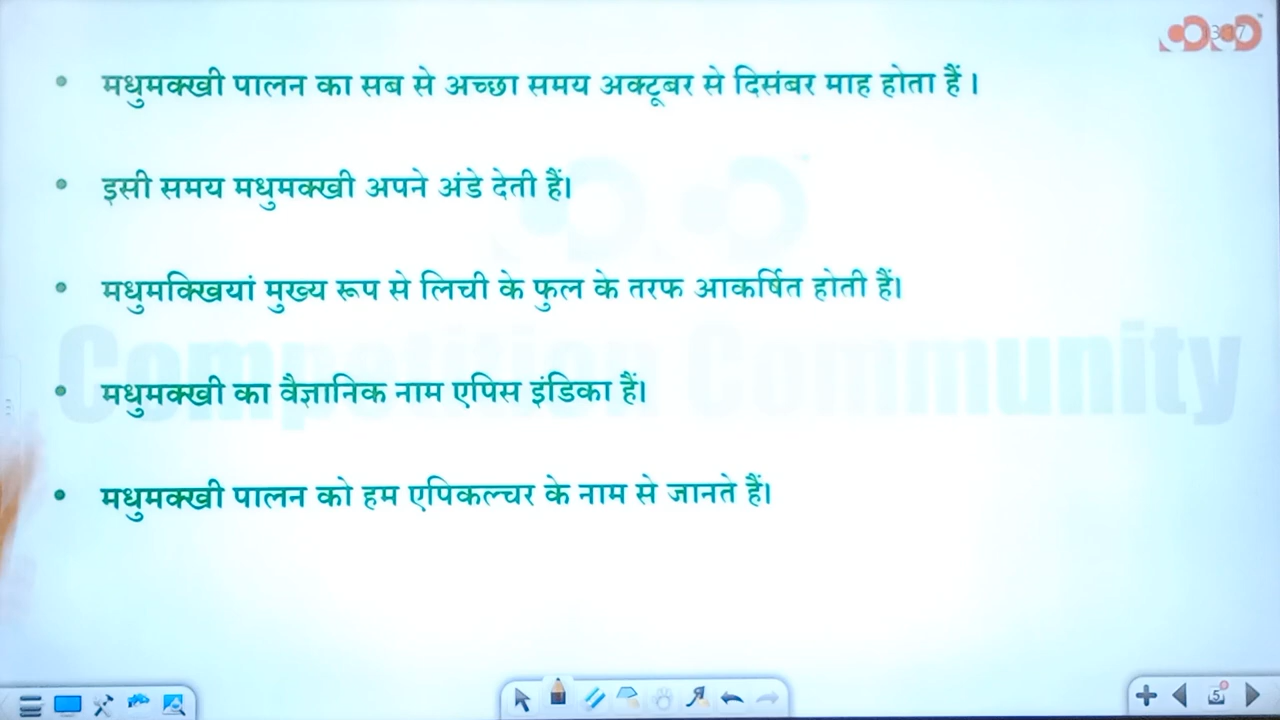 मधुमक्खी पालन का सब से अच्छा समय अक्टूबर से दिसंबर माह होता हैं ।
इसी समय मधुमक्खी अपने अंडे देती हैं।
मधुमक्खियां मुख्य रूप से लिची के फुल के तरफ आकर्षित होती हैं।
Competition Community
मधुमक्खी का वैज्ञानिक नाम एपिस इंडिका हैं।
मधुमक्खी पालन को हम एपिकल्चर के नाम से जानते हैं।
5